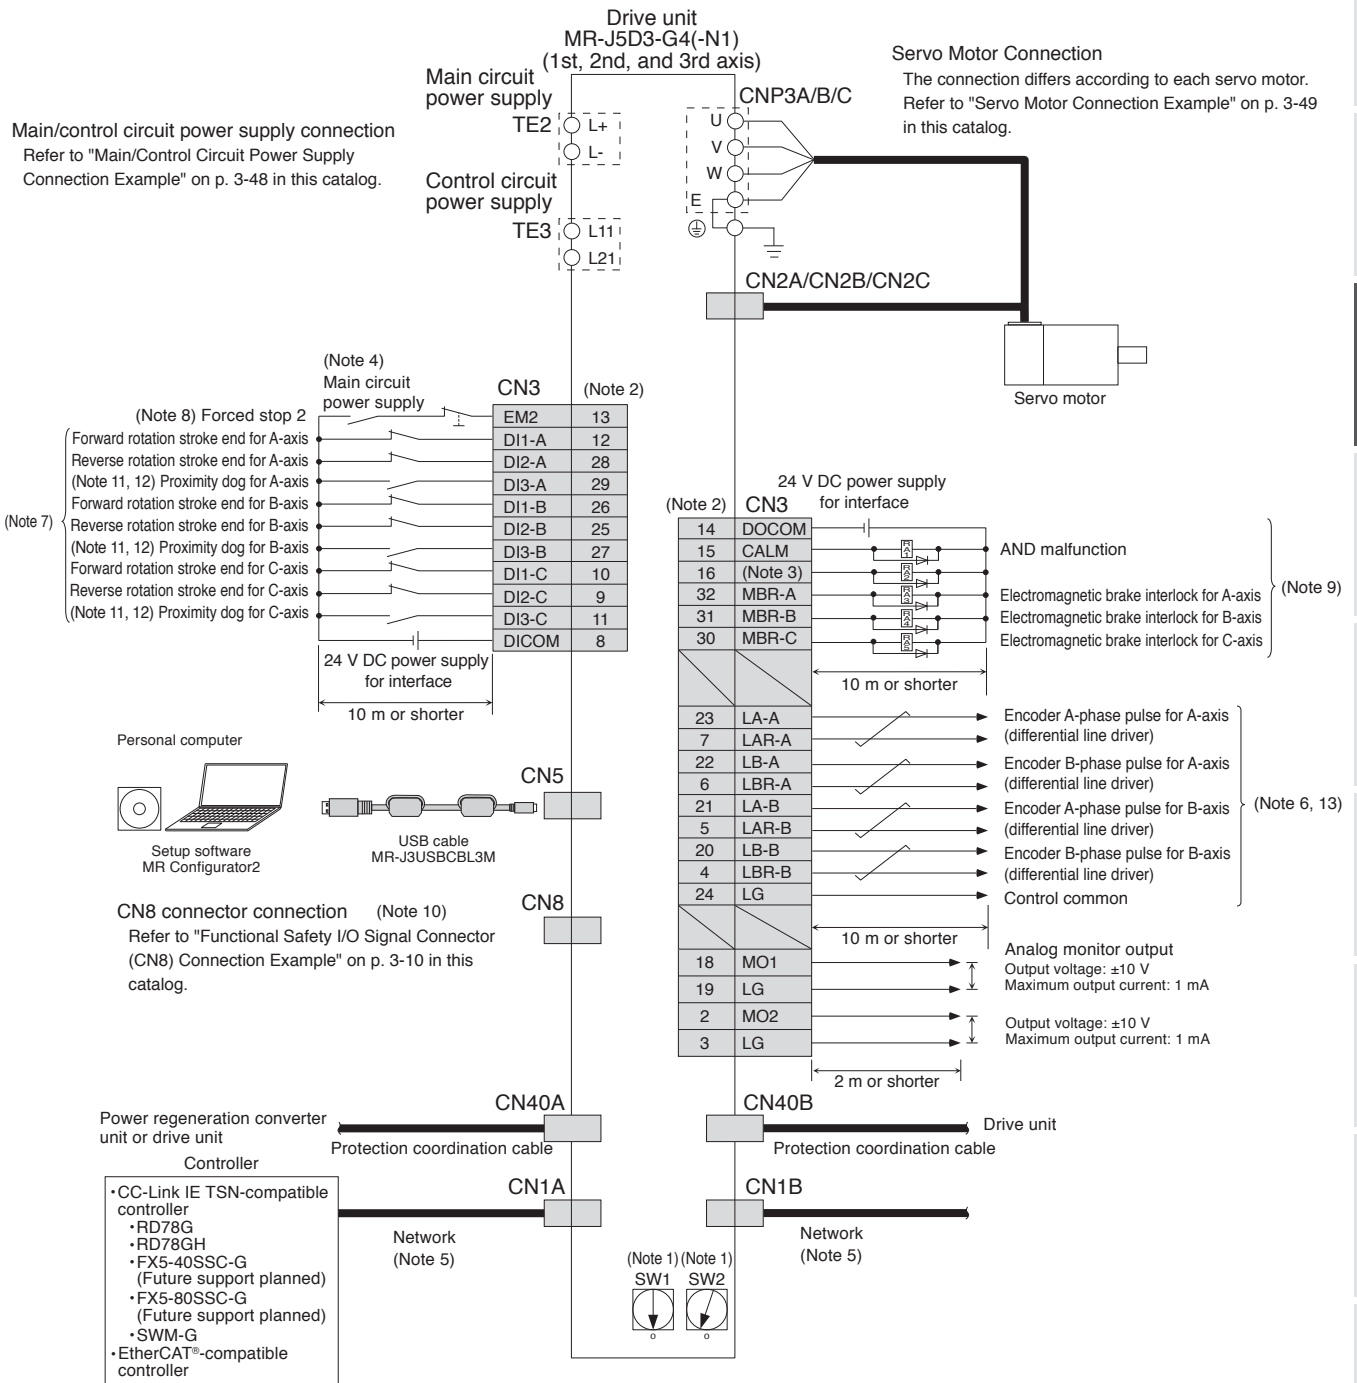 Drive unit
MR-J5D3-G4(-N1)
(1st, 2nd, and 3rd axis)
Main circuit
power supply
TE2
L+
L-
Control circuit
power supply
TE3
L11
L21
Main/control circuit power supply connection
Refer to "Main/Control Circuit Power Supply
Connection Example" on p. 3-48 in this catalog.
CNP3A/B/C
U
V
W
E
Servo Motor Connection
The connection differs according to each servo motor.
Refer to "Servo Motor Connection Example" on p. 3-49
in this catalog.
CN2A/CN2B/CN2C
Servo motor
(Note 4)
Main circuit
power supply
CN3
(Note 2)
(Note 8) Forced stop 2
EM2 13
Forward rotation stroke end for A-axis
DI1-A 12
Reverse rotation stroke end for A-axis
DI2-A 28
(Note 11, 12) Proximity dog for A-axis
DI3-A 29
Forward rotation stroke end for B-axis
DI1-B 26
(Note 7)
Reverse rotation stroke end for B-axis
DI2-B 25
(Note 11, 12) Proximity dog for B-axis
DI3-B 27
Forward rotation stroke end for C-axis
DI1-C 10
Reverse rotation stroke end for C-axis
DI2-C 9
(Note 11, 12) Proximity dog for C-axis
DI3-C 11
DICOM 8
24 V DC power supply
for interface
10 m or shorter
24 V DC power supply
for interface
(Note 2)
CN3
14 DOCOM
15 CALM
RA1
AND malfunction
16 (Note 3)
RA2
32 MBR-A
RA3
Electromagnetic brake interlock for A-axis
31 MBR-B
RA4
Electromagnetic brake interlock for B-axis
30 MBR-C
RA5
Electromagnetic brake interlock for C-axis
(Note 9)
10 m or shorter
23 LA-A
Encoder A-phase pulse for A-axis
7 LAR-A
(differential line driver)
22 LB-A
Encoder B-phase pulse for A-axis
6 LBR-A
(differential line driver)
21 LA-B
Encoder A-phase pulse for B-axis
5 LAR-B
(differential line driver)
20 LB-B
Encoder B-phase pulse for B-axis
4 LBR-B
(differential line driver)
24 LG
Control common
(Note 6, 13)
10 m or shorter
Analog monitor output
18 MO1
Output voltage: ±10 V
Maximum output current: 1 mA
19 LG
2 MO2
Output voltage: ±10 V
Maximum output current: 1 mA
3 LG
2 m or shorter
Personal computer
Setup software
MR Configurator2
USB cable
MR-J3USBCBL3M
CN5
CN8 connector connection (Note 10)
Refer to "Functional Safety I/O Signal Connector
(CN8) Connection Example" on p. 3-10 in this
catalog.
CN8
Power regeneration converter
unit or drive unit
CN40A
Protection coordination cable
CN40B
Drive unit
Protection coordination cable
Controller
・CC-Link IE TSN-compatible
controller
・RD78G
・RD78GH
・FX5-40SSC-G
(Future support planned)
・FX5-80SSC-G
(Future support planned)
・SWM-G
・EtherCAT®-compatible
controller
CN1A
Network
(Note 5)
CN1B
Network
(Note 5)
(Note 1) (Note 1)
SW1 SW2
0 0